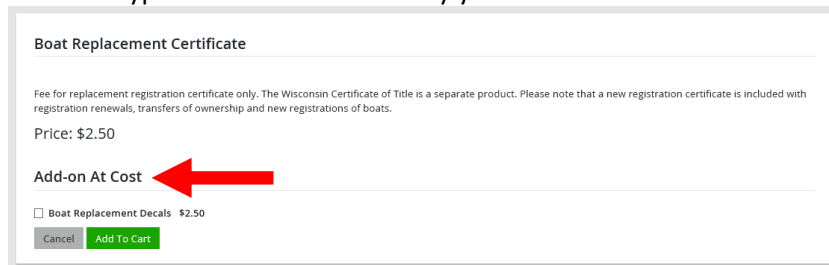 Boat Replacement Certificate
Fee for replacement registration certificate only. The Wisconsin Certificate of Title is a separate product. Please note that a new registration certificate is included with
registration renewals, transfers of ownership and new registrations of boats.
Price: $2.50
Add-on At Cost
Boat Replacement Decals $2.50
Cancel Add To Cart